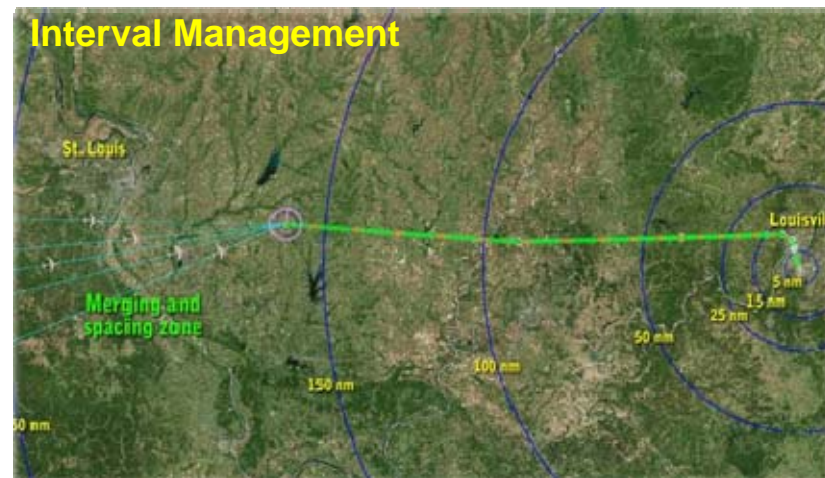 Interval Management
St. Louis
Merging and
spacing zone
5 nm
15 nm
25 nm
50 nm
100 nm
150 nm